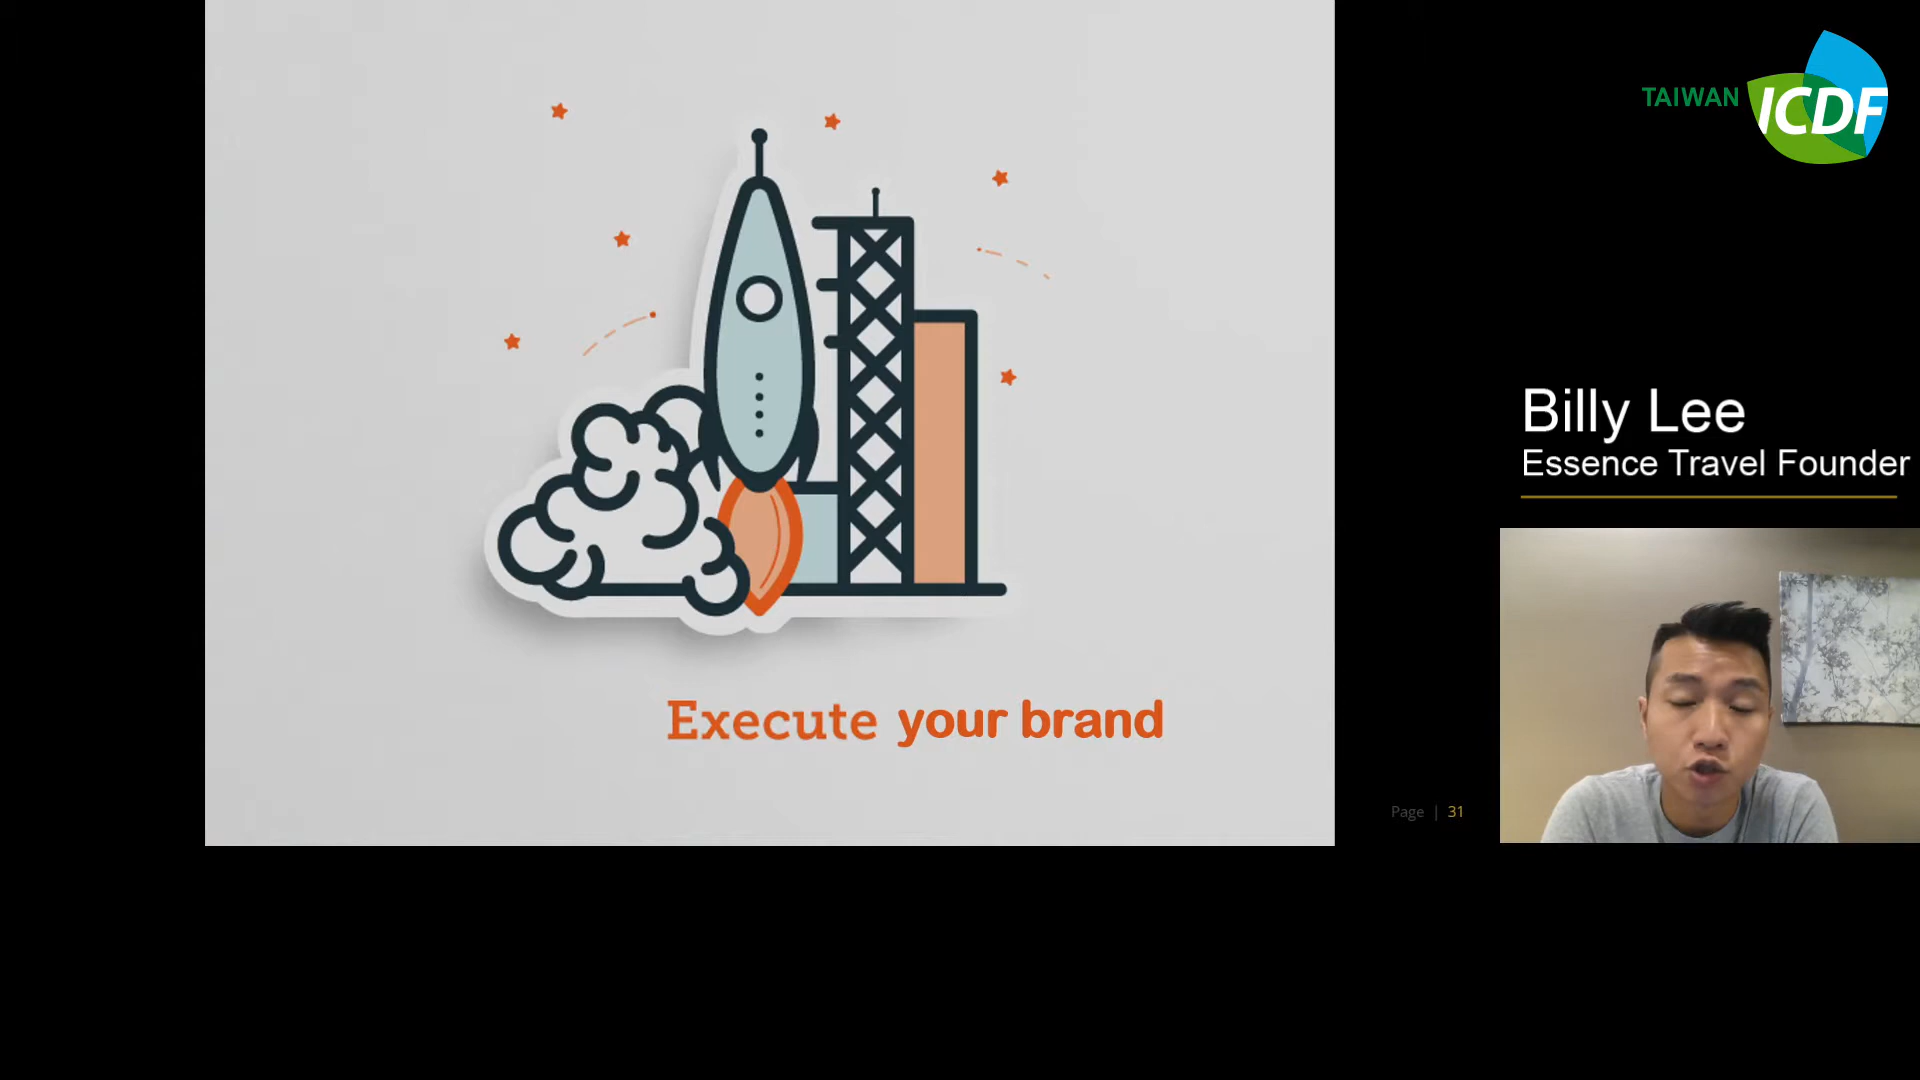 TAIWAN ICDF
Billy Lee
Essence Travel Founder
Execute your brand
Page | 31